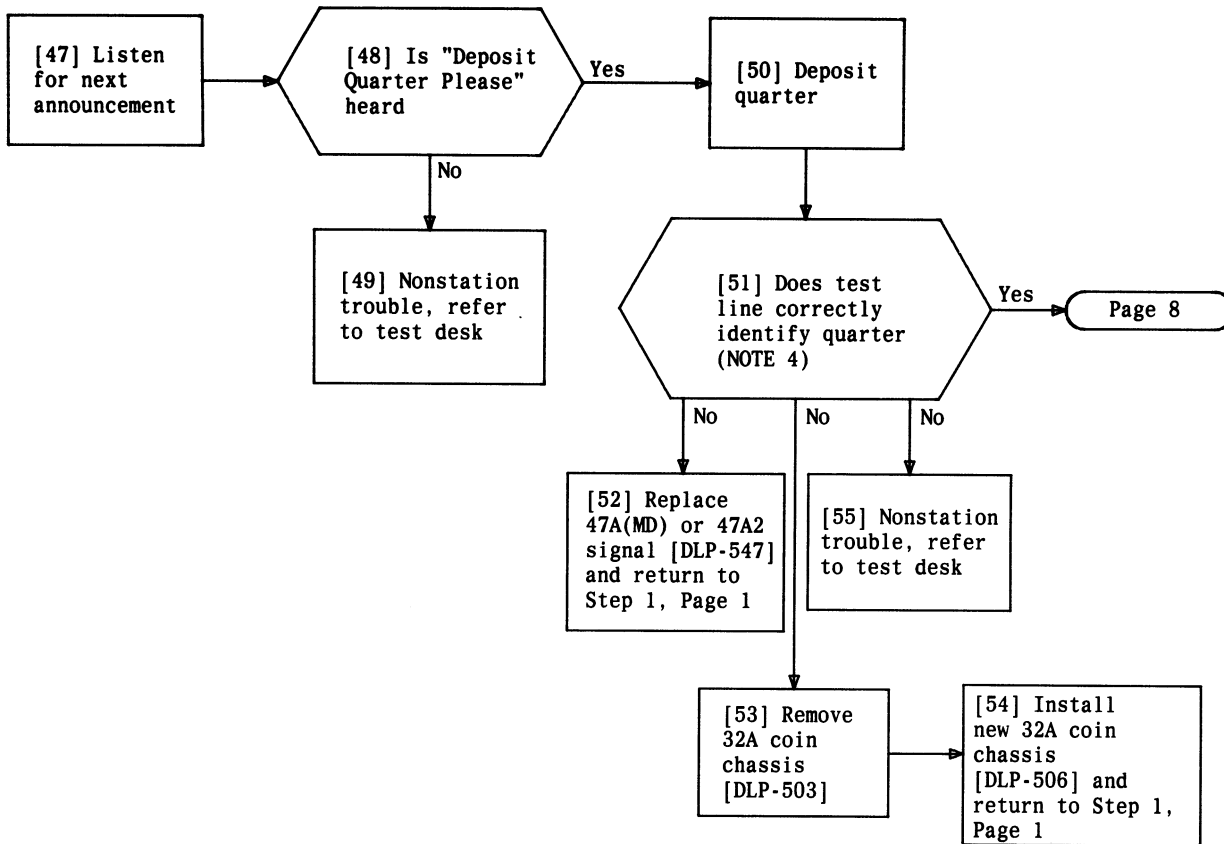 [47] Listen
for next
announcement
[48] Is "Deposit
Quarter Please"
heard
Yes
[50] Deposit
quarter
No
[49] Nonstation
trouble, refer
to test desk
[51] Does test
line correctly
identify quarter
(NOTE 4)
Yes
Page 8
No
No
No
[52] Replace
47A(MD) or 47A2
signal [DLP-547]
and return to
Step 1, Page 1
[55] Nonstation
trouble, refer
to test desk
[53] Remove
32A coin
chassis
[DLP-503]
[54] Install
new 32A coin
chassis
[DLP-506] and
return to Step 1,
Page 1